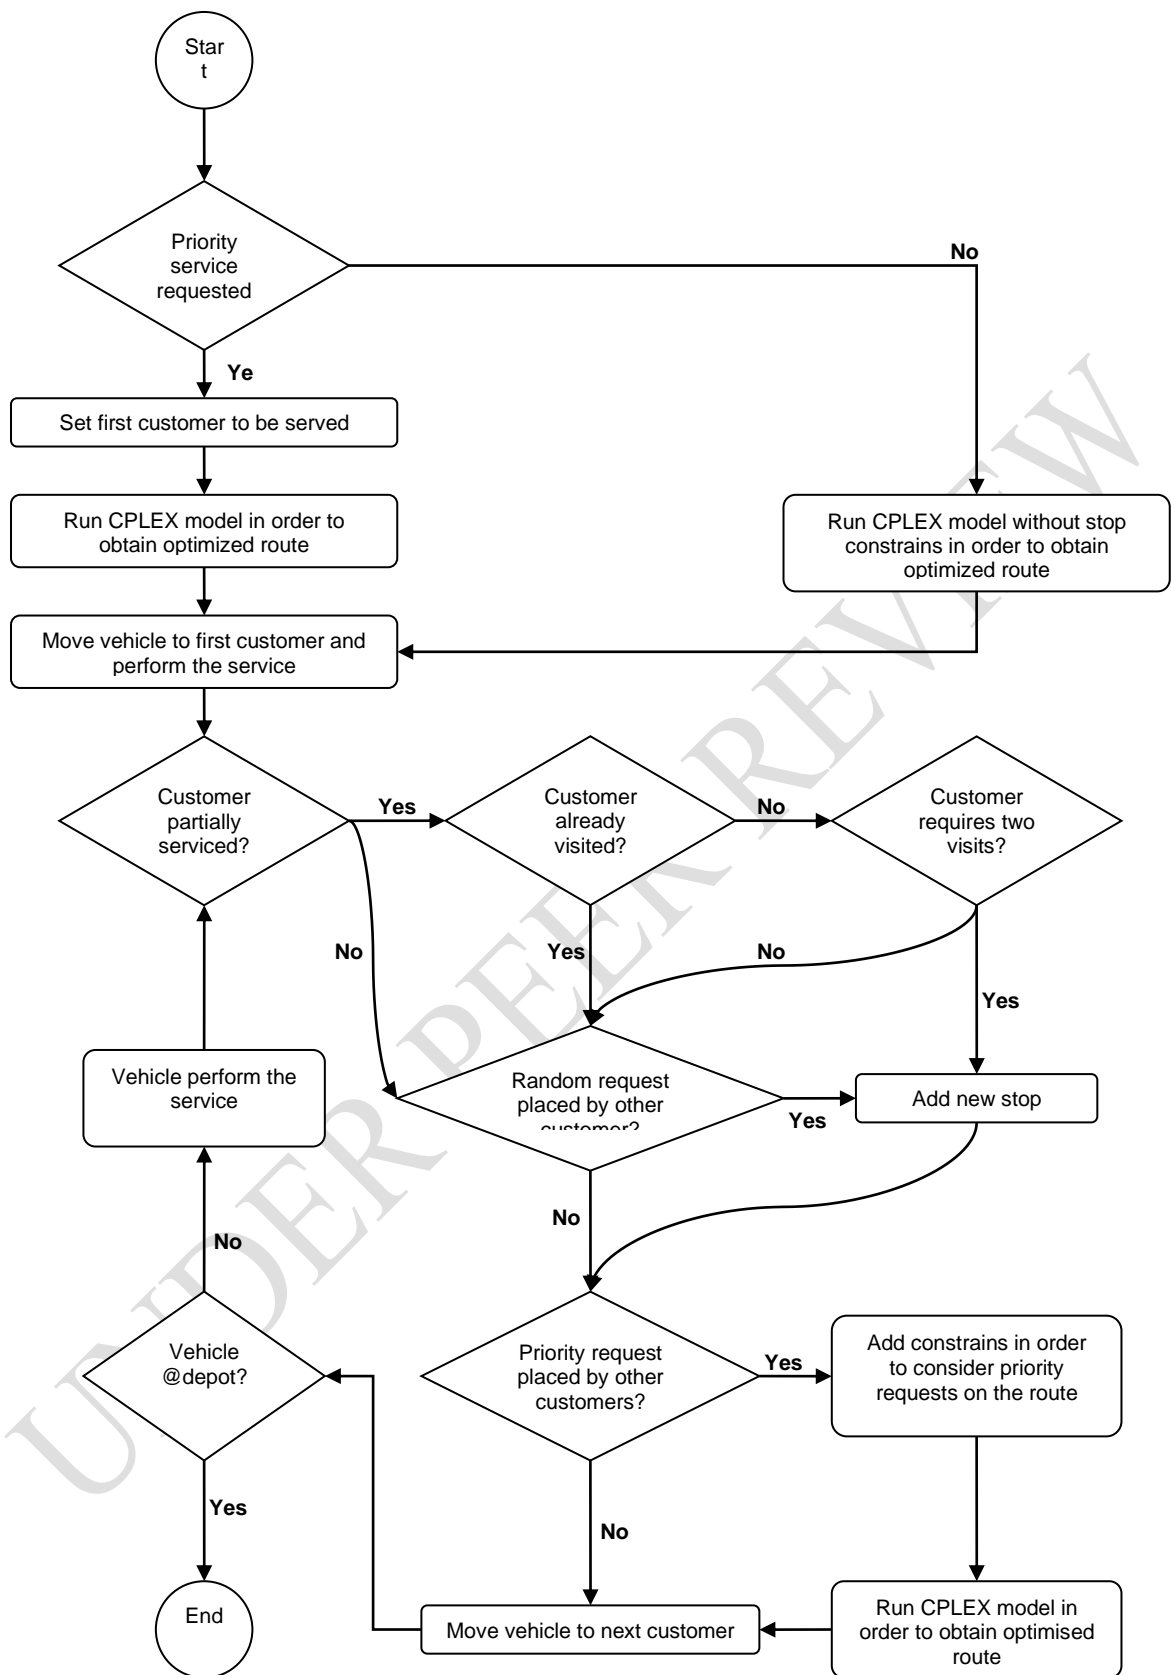 Star
t
Priority
service
requested
No
Ye
Set first customer to be served
Run CPLEX model in order to
obtain optimized route
Run CPLEX model without stop
constrains in order to obtain
optimized route
Move vehicle to first customer and
perform the service
Customer
partially
serviced?
Yes
Customer
already
visited?
No
Customer
requires two
visits?
No
Yes
No
Yes
Vehicle perform the
service
Random request
placed by other
customer?
Yes
Add new stop
No
No
Vehicle
@depot?
Priority request
placed by other
customers?
Yes
Add constrains in order
to consider priority
requests on the route
Yes
No
End
Move vehicle to next customer
Run CPLEX model in
order to obtain optimised
route
UNDER PEER REVIEW